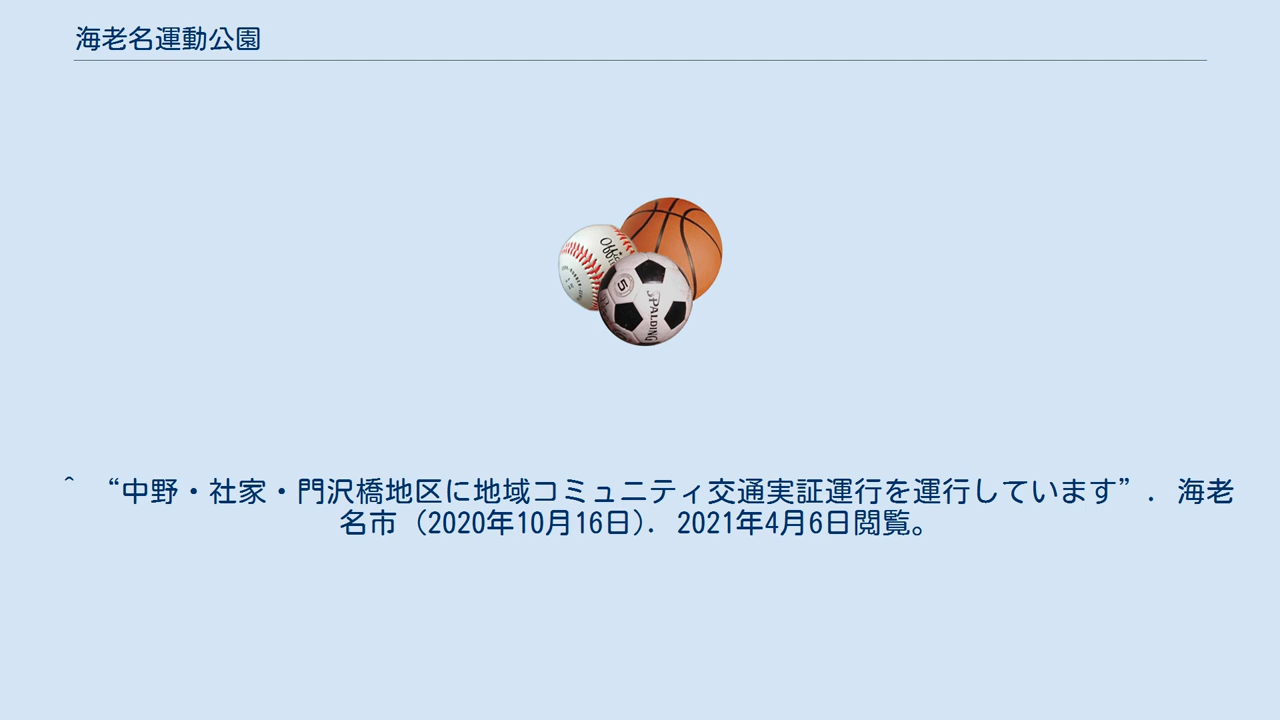 海老名運動公園
Offic
5
SPALDING
^ “中野・社家・門沢橋地区に地域コミュニティ交通実証運行を運行しています”. 海老
名市 (2020年10月16日). 2021年4月6日閲覧。